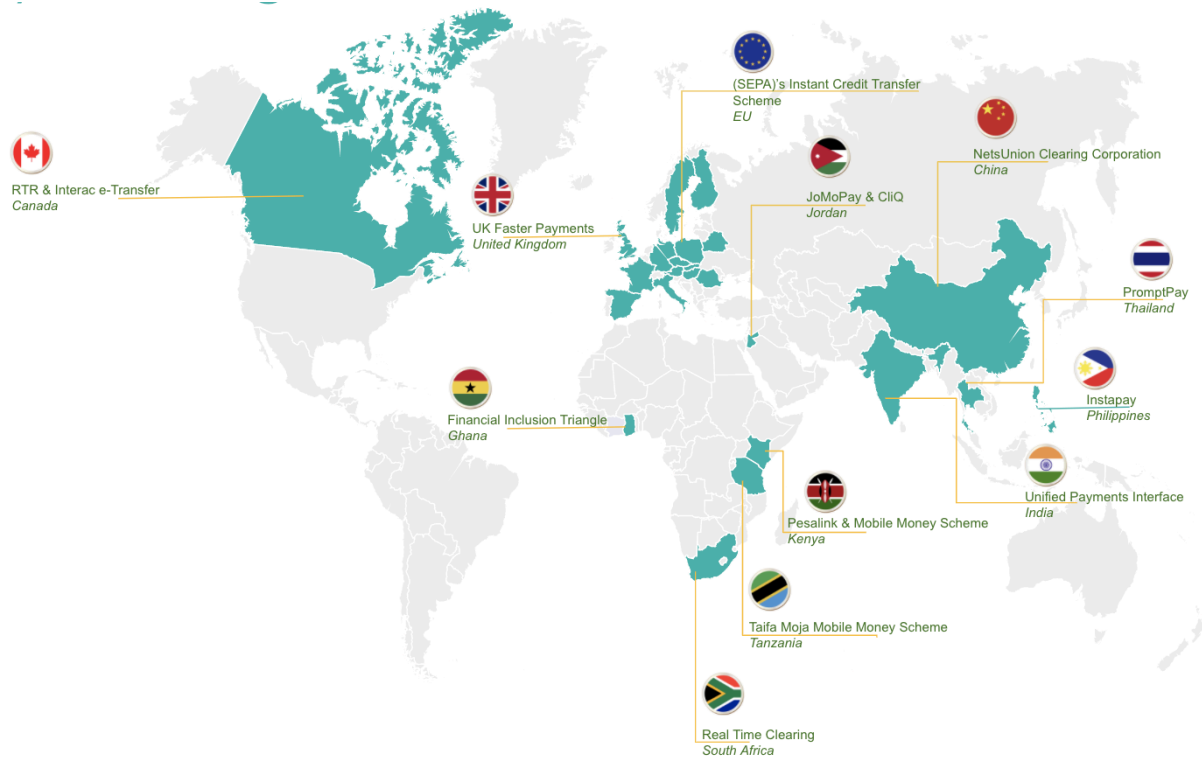 (SEPA)'s Instant Credit Transfer
Scheme
EU
NetsUnion Clearing Corporation
China
RTR & Interac e-Transfer
Canada
JoMoPay & CliQ
Jordan
UK Faster Payments
United Kingdom
PromptPay
Thailand
Instapay
Philippines
Financial Inclusion Triangle
Ghana
Unified Payments Interface
India
Pesalink & Mobile Money Scheme
Kenya
Taifa Moja Mobile Money Scheme
Tanzania
Real Time Clearing
South Africa